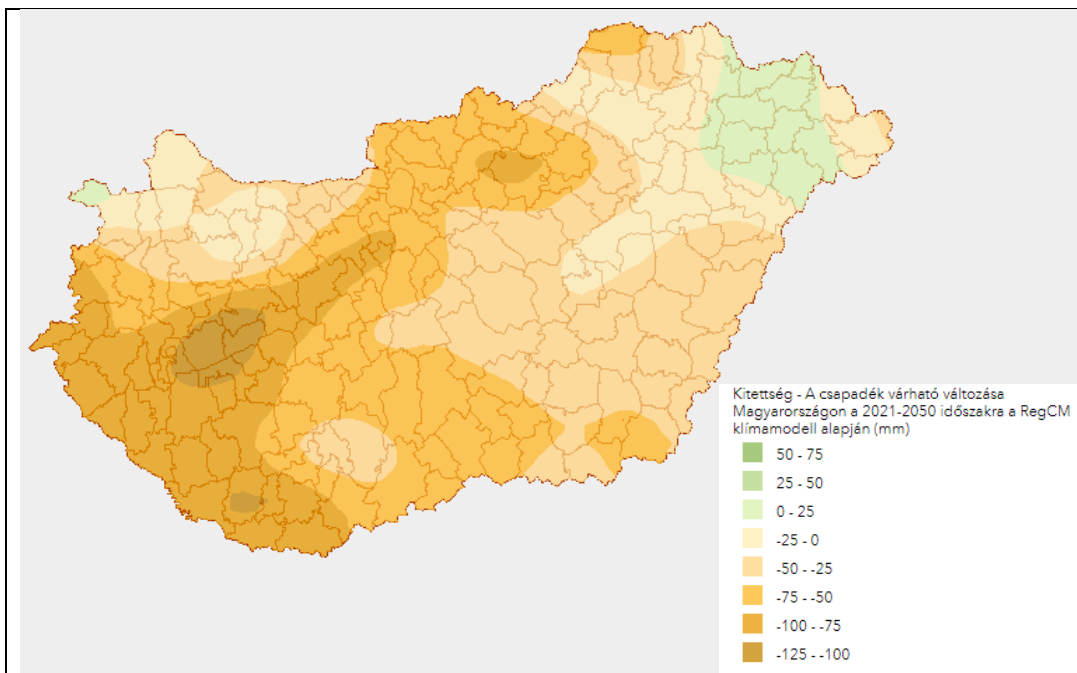 Kitettség - A csapadék várható változása
Magyarországon a 2021-2050 időszakra a RegCM
klímamodell alapján (mm)
50 - 75
25 - 50
0 - 25
-25 - 0
-50 - -25
-75 - -50
-100 - -75
-125 - -100